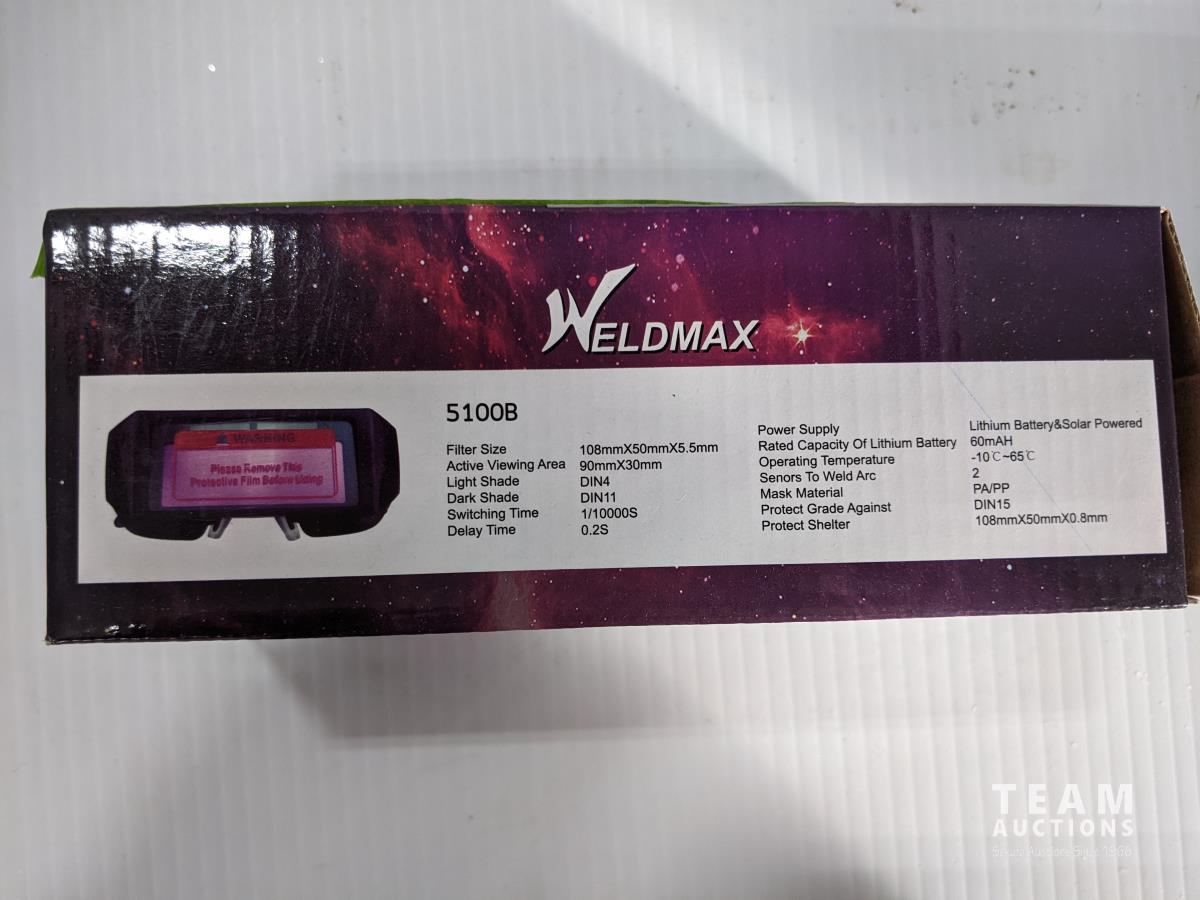 WELDMAX
5100B
⚠ WARNING
Please Remove This
Protective Film Before Using
Filter Size 108mmX50mmX5.5mm
Active Viewing Area 90mmX30mm
Light Shade DIN4
Dark Shade DIN11
Switching Time 1/10000S
Delay Time 0.2S
Power Supply Lithium Battery&Solar Powered
Rated Capacity Of Lithium Battery 60mAH
Operating Temperature -10℃~65℃
Senors To Weld Arc 2
Mask Material PA/PP
Protect Grade Against DIN15
Protect Shelter 108mmX50mmX0.8mm
TEAM
AUCTIONS